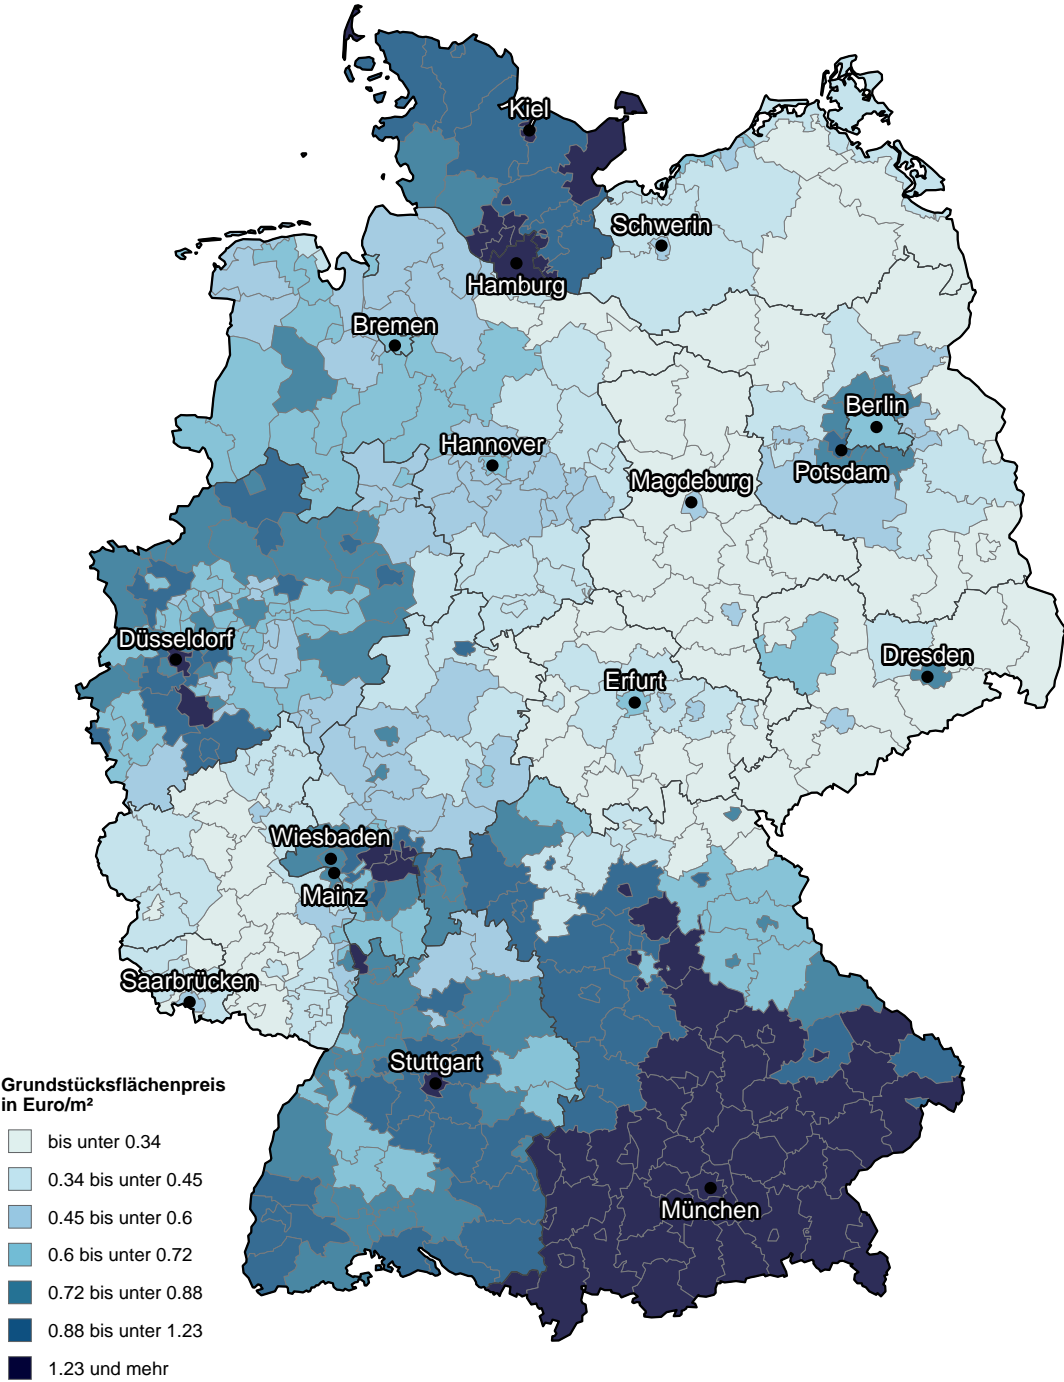 Kiel
Schwerin
Hamburg
Bremen
Berlin
Hannover
Potsdam
Magdeburg
Düsseldorf
Dresden
Erfurt
Wiesbaden
Mainz
Saarbrücken
Stuttgart
München
Grundstücksflächenpreis
in Euro/m²
bis unter 0.34
0.34 bis unter 0.45
0.45 bis unter 0.6
0.6 bis unter 0.72
0.72 bis unter 0.88
0.88 bis unter 1.23
1.23 und mehr